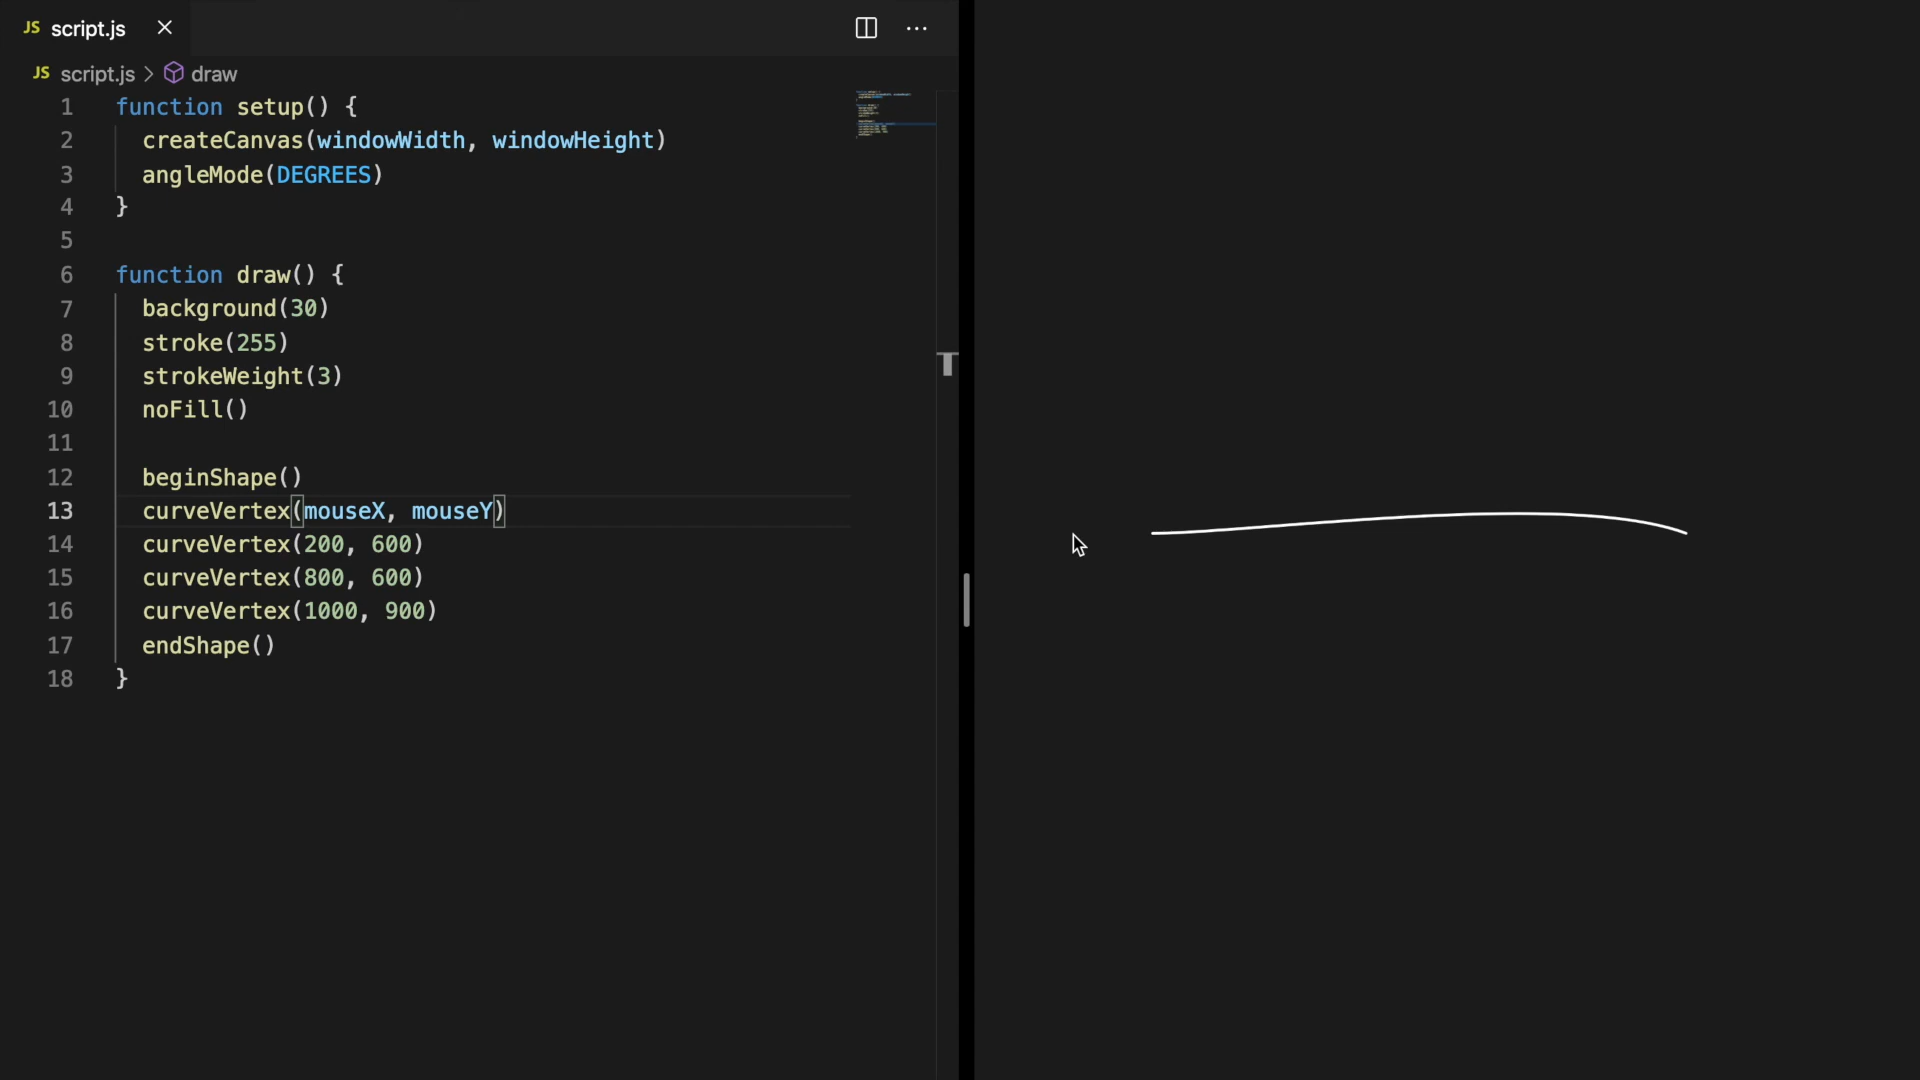 JS script.js
JS script.js > draw
1 function setup() {
2 createCanvas(windowWidth, windowHeight)
3 angleMode(DEGREES)
4 }
5
6 function draw() {
7 background(30)
8 stroke(255)
9 strokeWeight(3)
10 noFill()
11
12 beginShape()
13 curveVertex(mouseX, mouseY)
14 curveVertex(200, 600)
15 curveVertex(800, 600)
16 curveVertex(1000, 900)
17 endShape()
18 }